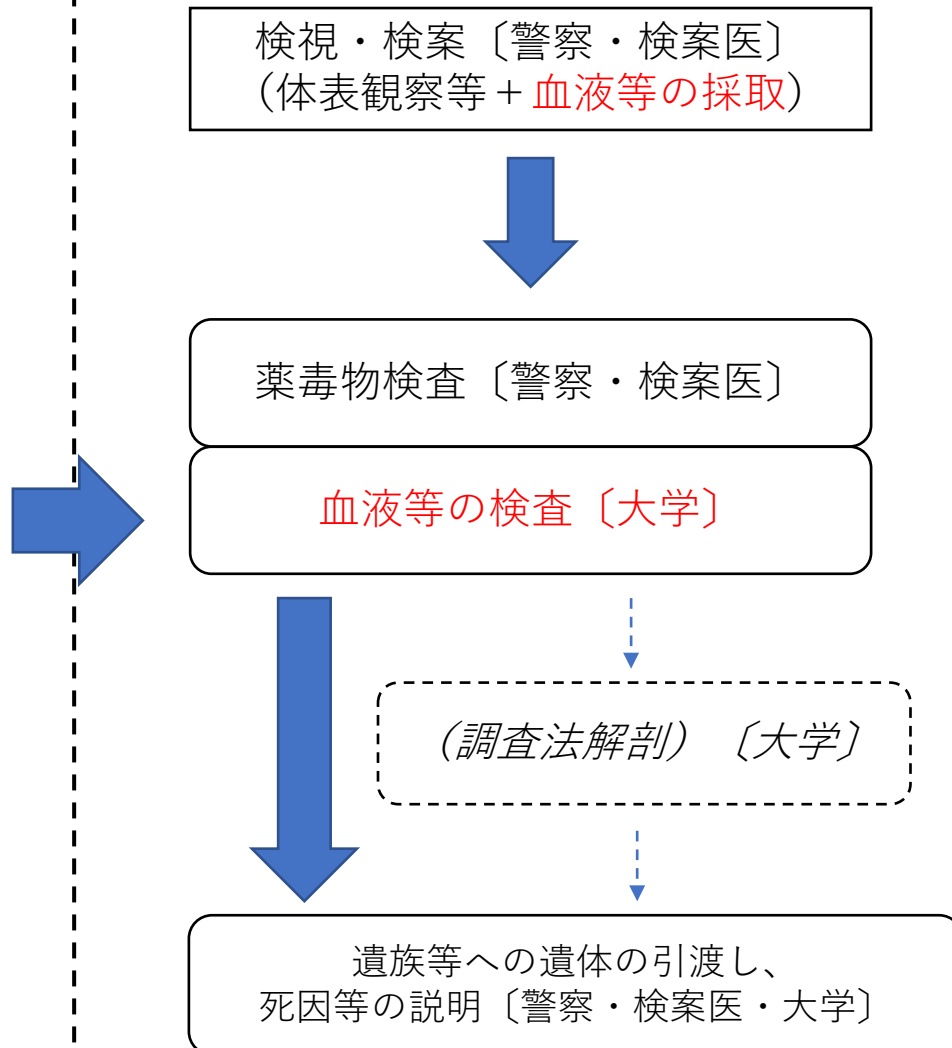 検視・検案〔警察・検案医〕
（体表観察等＋血液等の採取）
薬毒物検査〔警察・検案医〕
血液等の検査〔大学〕
（調査法解剖）〔大学〕
遺族等への遺体の引渡し、
死因等の説明〔警察・検案医・大学〕